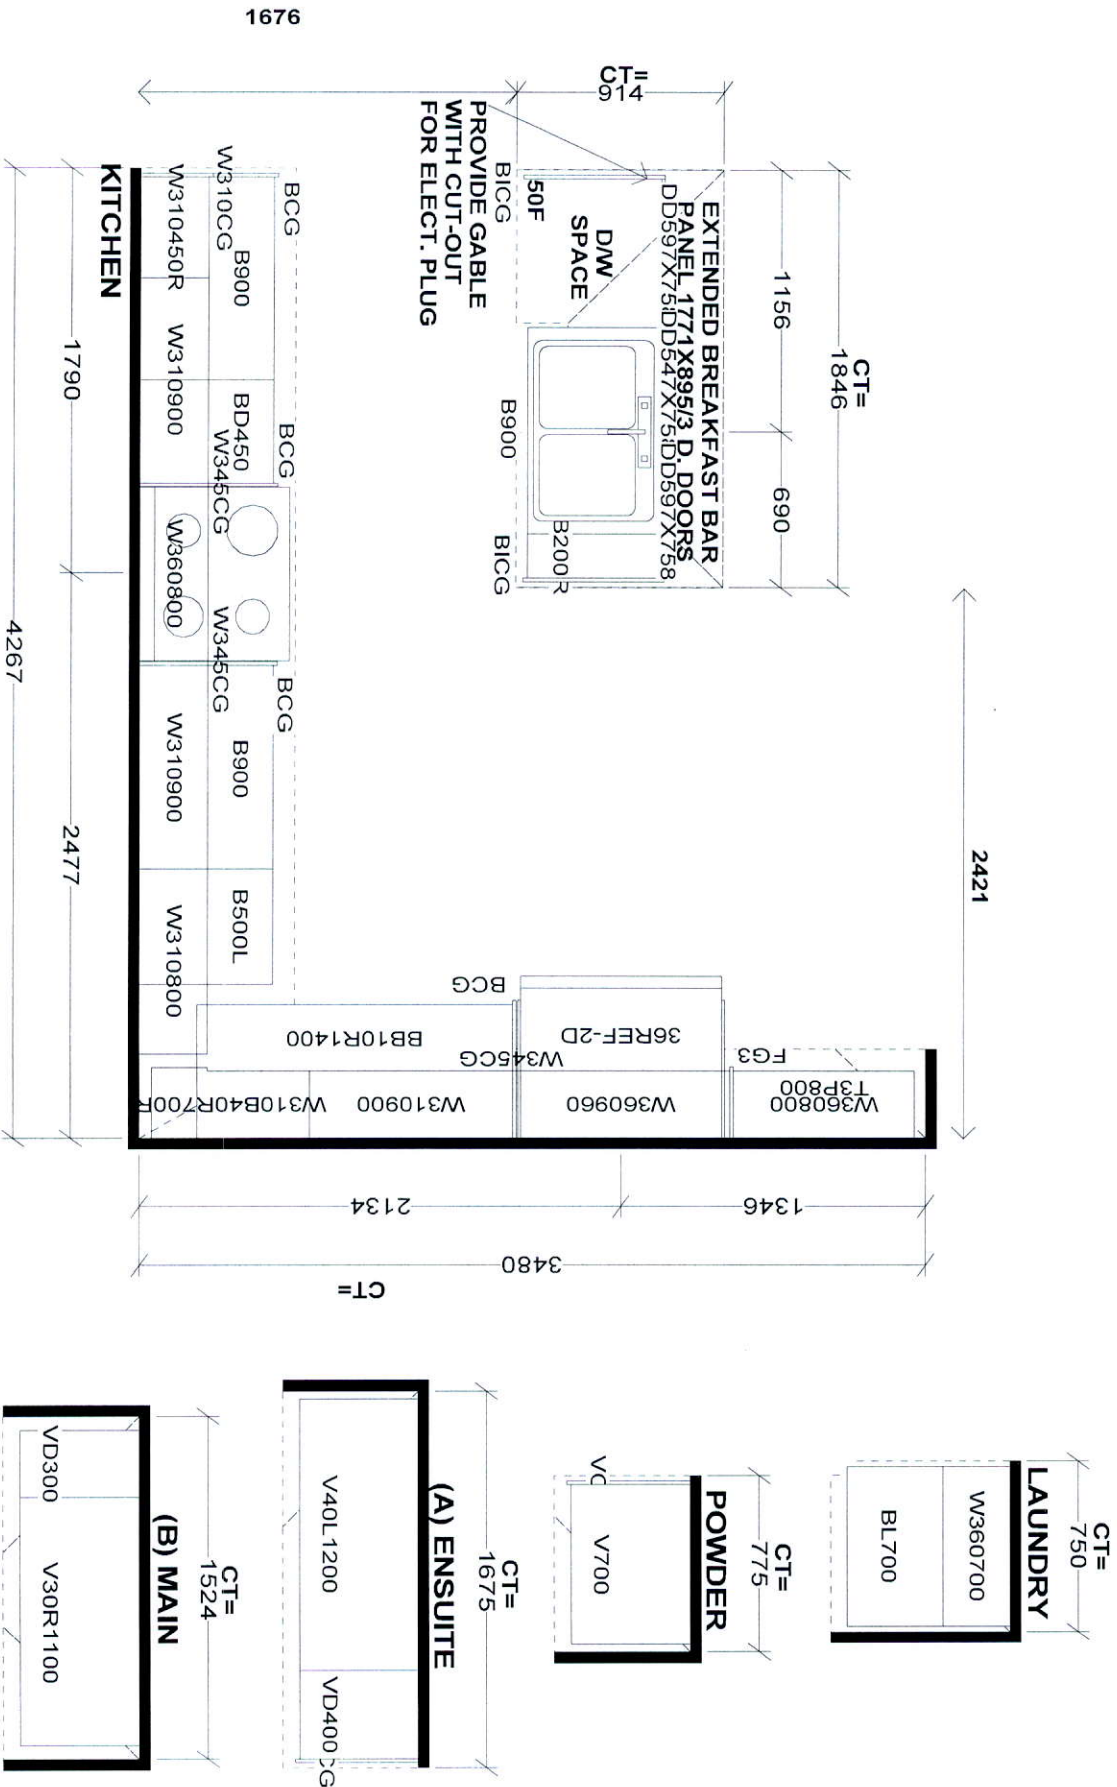 1676
CT=
914
PROVIDE GABLE
WITH CUT-OUT
FOR ELECT. PLUG
BICG
50F
D/W
SPACE
EXTENDED BREAKFAST BAR
PANEL 1771X895/3 D. DOORS
DD597X758
DD547X758
DD597X758
B900
B200R
BICG
1156
690
CT=
1846
2421
KITCHEN
BCG
W310CG
B900
W310450R
W310900
BD450
BCG
W345CG
W360800
W345CG
BCG
B900
W310900
B500L
W310800
1790
2477
4267
BCG
BB10R1400
W345CG
36REF-2D
FG3
T3P800
W360800
W360960
W310900
W310B40R700R
2134
1346
3480
CT=
LAUNDRY
CT=
750
W360700
BL700
POWDER
CT=
775
V700
(A) ENSUITE
CT=
1675
V40L1200
VD400
CG
(B) MAIN
CT=
1524
VD300
V30R1100